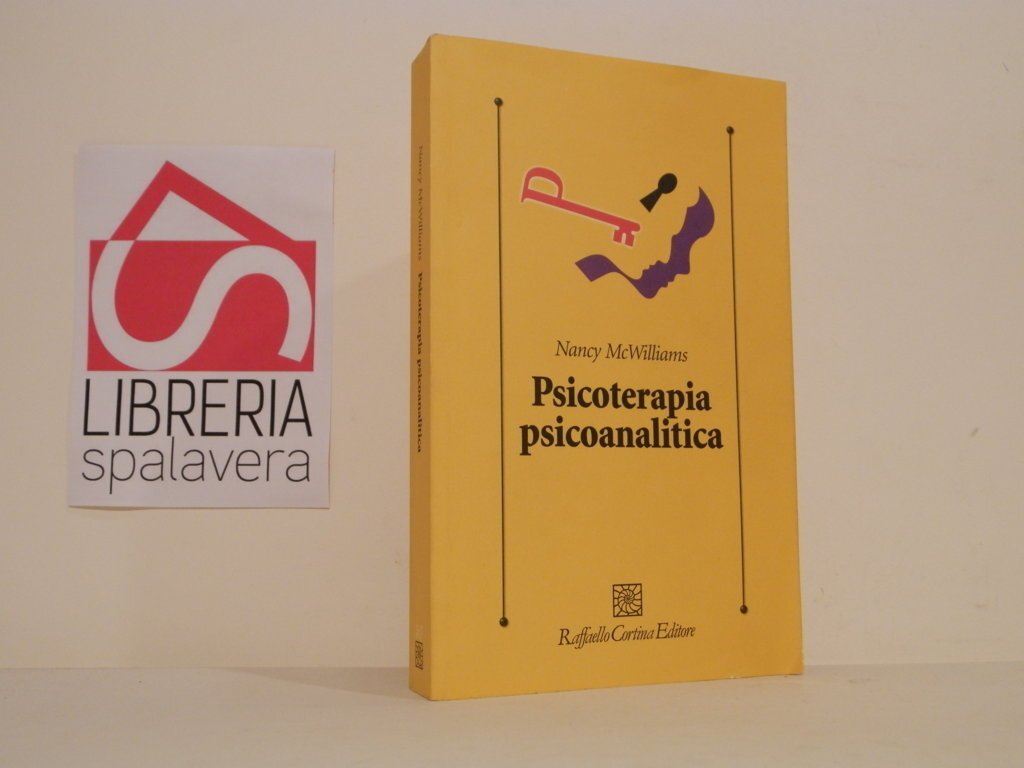 LIBRERIA
spalavera
Nancy McWilliams Psicoterapia psicoanalitica
Nancy McWilliams
Psicoterapia
psicoanalitica
Raffaello Cortina Editore